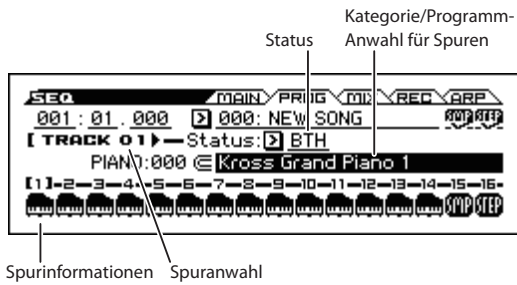 Kategorie/Programm-
Status Anwahl für Spuren
SEQ MAIN PROG MIX REC ARP
001 : 01 . 000 000: NEW SONG SMP STEP
[ TRACK 01 Status: BTH
PIANO:000 Kross Grand Piano 1
[1]-2-3-4-5-6-7-8-9-10-11-12-13-14-15-16-
SMP STEP
Spurinformationen Spuranwahl